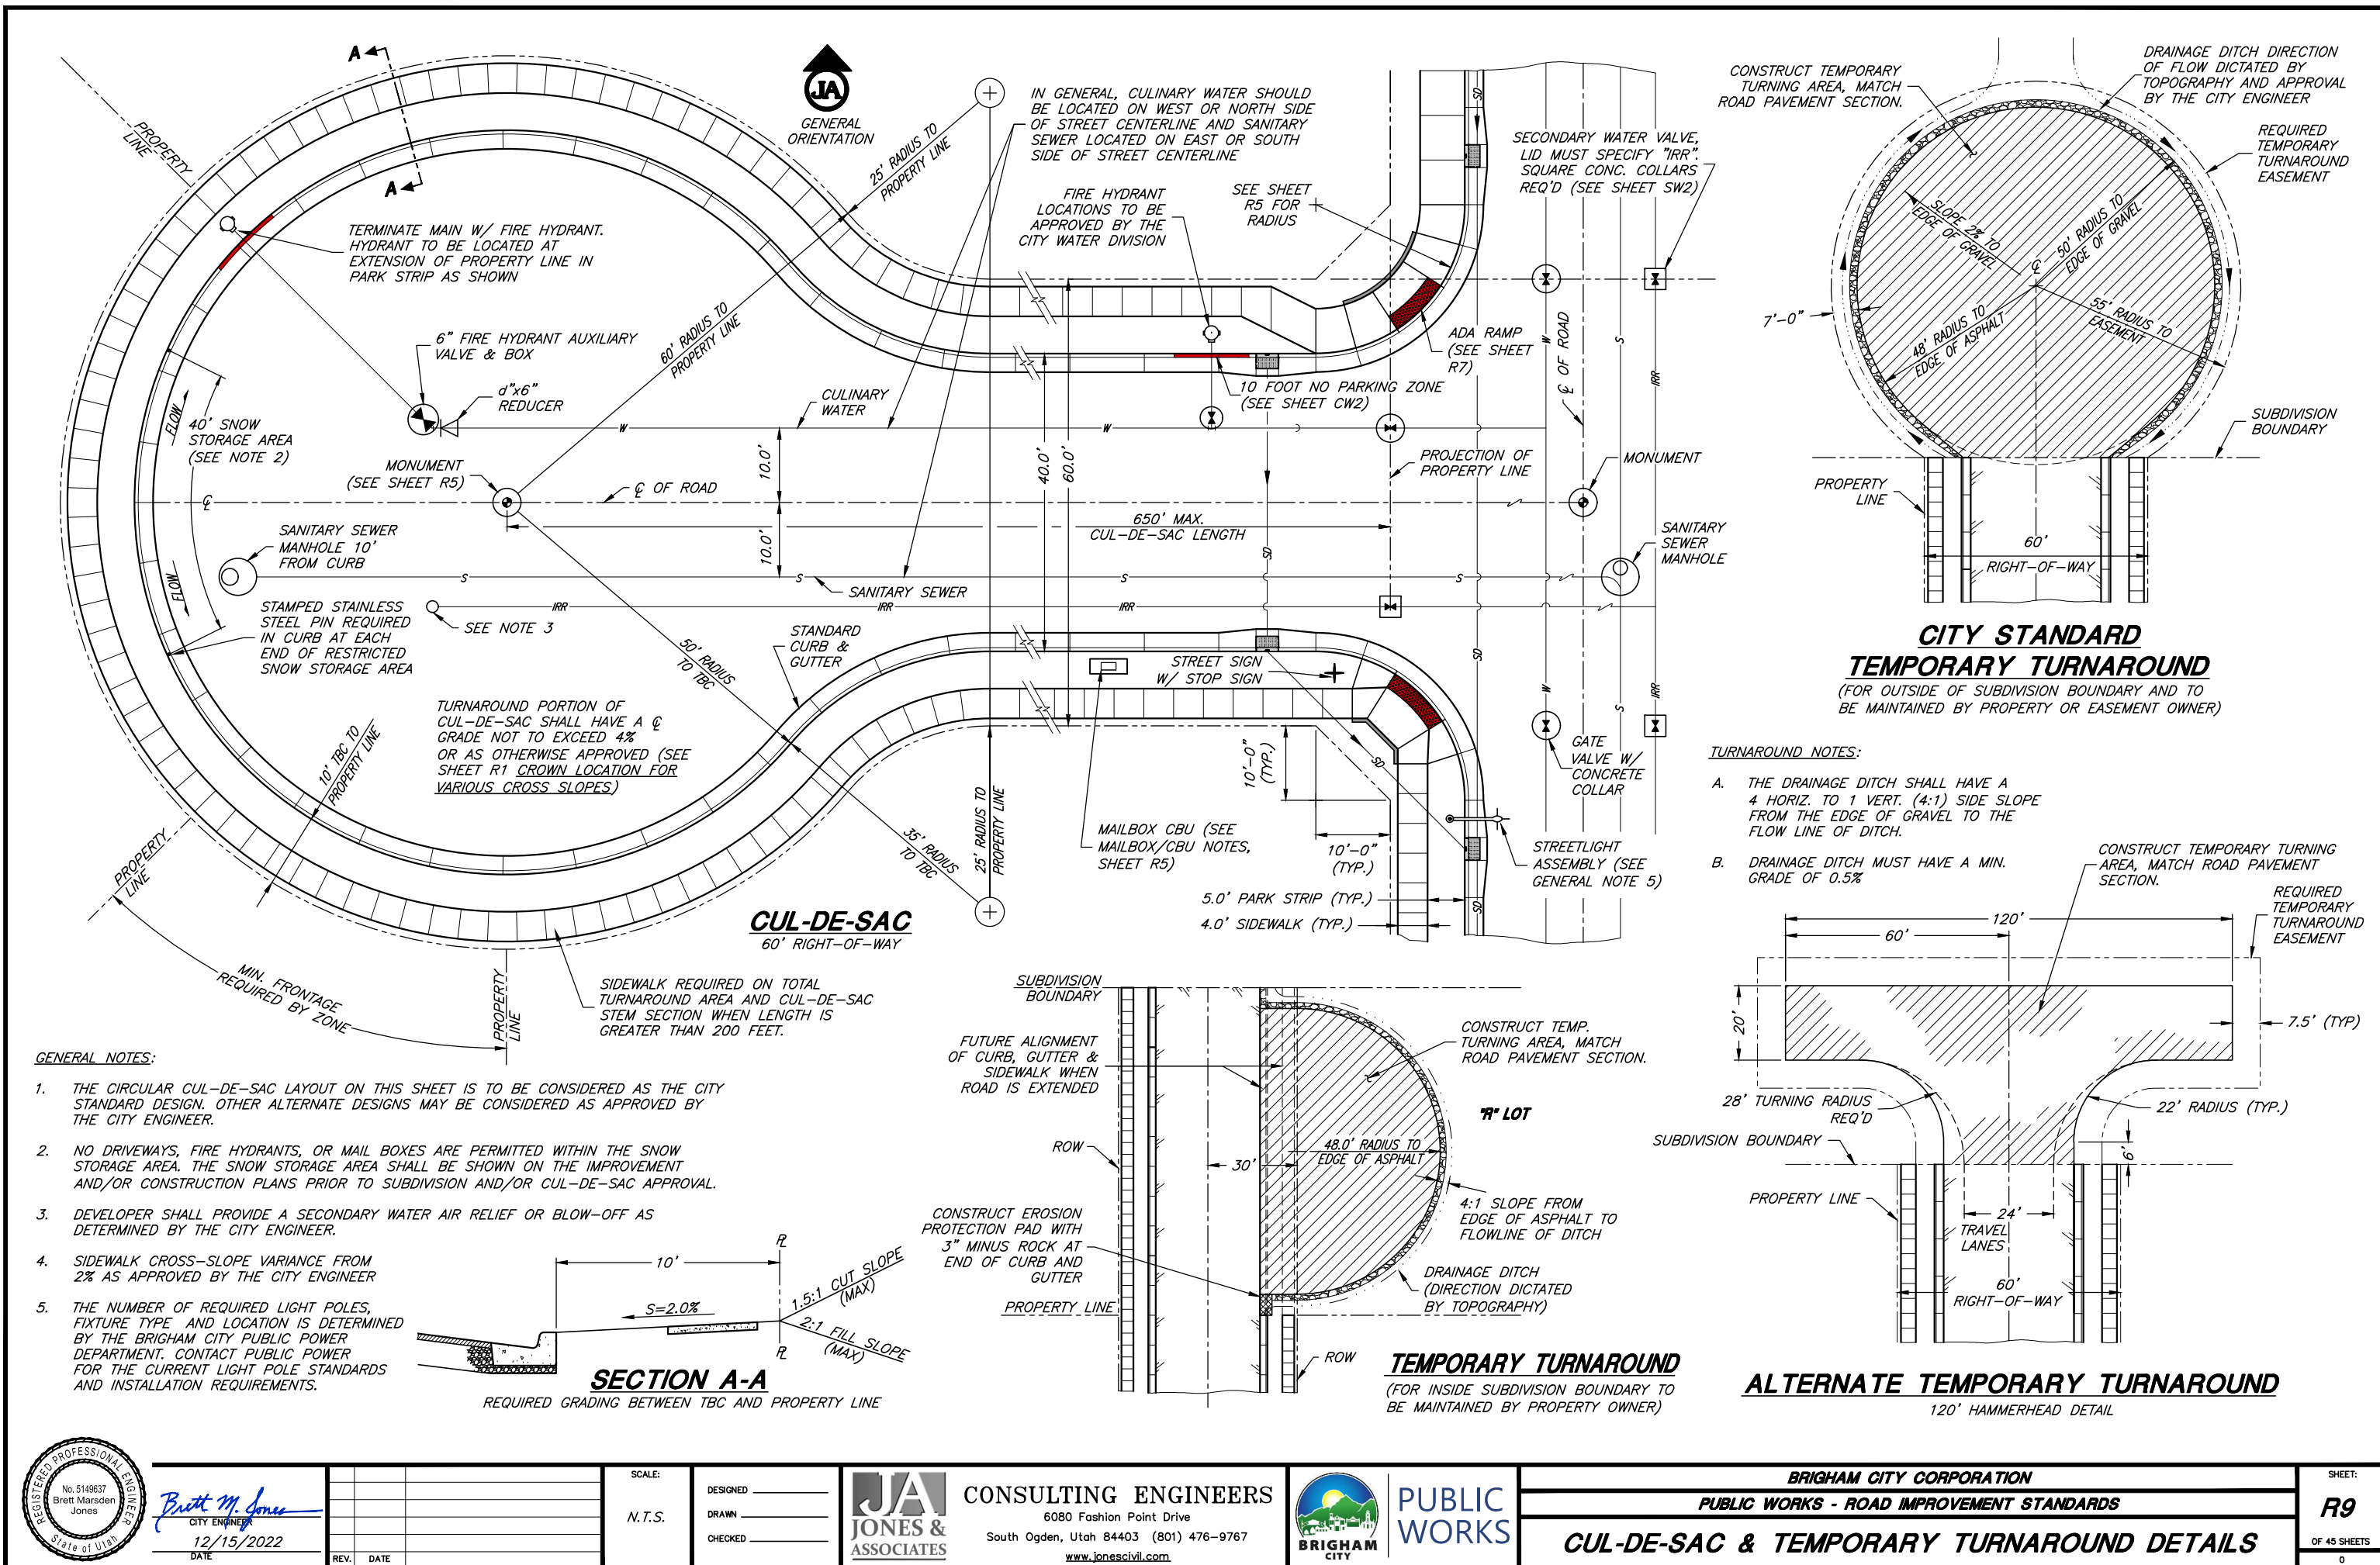 A
A
PROPERTY
LINE
JA
GENERAL
ORIENTATION
25' RADIUS TO
PROPERTY LINE
IN GENERAL, CULINARY WATER SHOULD
BE LOCATED ON WEST OR NORTH SIDE
OF STREET CENTERLINE AND SANITARY
SEWER LOCATED ON EAST OR SOUTH
SIDE OF STREET CENTERLINE
FIRE HYDRANT
LOCATIONS TO BE
APPROVED BY THE
CITY WATER DIVISION
SEE SHEET
R5 FOR
RADIUS
SD
SECONDARY WATER VALVE,
LID MUST SPECIFY "IRR".
SQUARE CONC. COLLARS
REQ'D (SEE SHEET SW2)
TERMINATE MAIN W/ FIRE HYDRANT.
HYDRANT TO BE LOCATED AT
EXTENSION OF PROPERTY LINE IN
PARK STRIP AS SHOWN
6" FIRE HYDRANT AUXILIARY
VALVE & BOX
d"x6"
REDUCER
60' RADIUS TO
PROPERTY LINE
CULINARY
WATER
ADA RAMP
(SEE SHEET
R7)
10 FOOT NO PARKING ZONE
(SEE SHEET CW2)
W
℄ OF ROAD
S
IRR
FLOW
40' SNOW
STORAGE AREA
(SEE NOTE 2)
W
W
MONUMENT
(SEE SHEET R5)
℄
℄ OF ROAD
10.0'
10.0'
40.0'
60.0'
PROJECTION OF
PROPERTY LINE
MONUMENT
650' MAX.
CUL-DE-SAC LENGTH
SANITARY SEWER
MANHOLE 10'
FROM CURB
FLOW
S
S
S
S
SD
SANITARY SEWER
SANITARY
SEWER
MANHOLE
IRR
IRR
IRR
STAMPED STAINLESS
STEEL PIN REQUIRED
IN CURB AT EACH
END OF RESTRICTED
SNOW STORAGE AREA
SEE NOTE 3
50' RADIUS
TO TBC
STANDARD
CURB &
GUTTER
STREET SIGN
W/ STOP SIGN
SD
W
S
IRR
TURNAROUND PORTION OF
CUL-DE-SAC SHALL HAVE A ℄
GRADE NOT TO EXCEED 4%
OR AS OTHERWISE APPROVED (SEE
SHEET R1 CROWN LOCATION FOR
VARIOUS CROSS SLOPES)
10' TBC TO
PROPERTY LINE
PROPERTY
LINE
MIN. FRONTAGE
REQUIRED BY ZONE
PROPERTY
LINE
35' RADIUS
TO TBC
25' RADIUS TO
PROPERTY LINE
MAILBOX CBU (SEE
MAILBOX/CBU NOTES,
SHEET R5)
10'-0"
(TYP.)
10'-0"
(TYP.)
SD
GATE
VALVE W/
CONCRETE
COLLAR
STREETLIGHT
ASSEMBLY (SEE
GENERAL NOTE 5)
5.0' PARK STRIP (TYP.)
4.0' SIDEWALK (TYP.)
SD
CUL-DE-SAC
60' RIGHT-OF-WAY
SIDEWALK REQUIRED ON TOTAL
TURNAROUND AREA AND CUL-DE-SAC
STEM SECTION WHEN LENGTH IS
GREATER THAN 200 FEET.
CONSTRUCT TEMPORARY
TURNING AREA, MATCH
ROAD PAVEMENT SECTION.
DRAINAGE DITCH DIRECTION
OF FLOW DICTATED BY
TOPOGRAPHY AND APPROVAL
BY THE CITY ENGINEER
REQUIRED
TEMPORARY
TURNAROUND
EASEMENT
SLOPE 2% TO
EDGE OF GRAVEL
50' RADIUS TO
EDGE OF GRAVEL
℄
48' RADIUS TO
EDGE OF ASPHALT
55' RADIUS TO
EASEMENT
7'-0"
SUBDIVISION
BOUNDARY
PROPERTY
LINE
60'
RIGHT-OF-WAY
CITY STANDARD
TEMPORARY TURNAROUND
(FOR OUTSIDE OF SUBDIVISION BOUNDARY AND TO
BE MAINTAINED BY PROPERTY OR EASEMENT OWNER)
TURNAROUND NOTES:
A. THE DRAINAGE DITCH SHALL HAVE A
4 HORIZ. TO 1 VERT. (4:1) SIDE SLOPE
FROM THE EDGE OF GRAVEL TO THE
FLOW LINE OF DITCH.
B. DRAINAGE DITCH MUST HAVE A MIN.
GRADE OF 0.5%
CONSTRUCT TEMPORARY TURNING
AREA, MATCH ROAD PAVEMENT
SECTION.
REQUIRED
TEMPORARY
TURNAROUND
EASEMENT
120'
60'
20'
7.5' (TYP)
28' TURNING RADIUS
REQ'D
22' RADIUS (TYP.)
SUBDIVISION BOUNDARY
6'
PROPERTY LINE
24'
TRAVEL
LANES
60'
RIGHT-OF-WAY
ALTERNATE TEMPORARY TURNAROUND
120' HAMMERHEAD DETAIL
SUBDIVISION
BOUNDARY
FUTURE ALIGNMENT
OF CURB, GUTTER &
SIDEWALK WHEN
ROAD IS EXTENDED
CONSTRUCT TEMP.
TURNING AREA, MATCH
ROAD PAVEMENT SECTION.
"R" LOT
ROW
30'
48.0' RADIUS TO
EDGE OF ASPHALT
4:1 SLOPE FROM
EDGE OF ASPHALT TO
FLOWLINE OF DITCH
CONSTRUCT EROSION
PROTECTION PAD WITH
3" MINUS ROCK AT
END OF CURB AND
GUTTER
DRAINAGE DITCH
(DIRECTION DICTATED
BY TOPOGRAPHY)
PROPERTY LINE
ROW
TEMPORARY TURNAROUND
(FOR INSIDE SUBDIVISION BOUNDARY TO
BE MAINTAINED BY PROPERTY OWNER)
GENERAL NOTES:
1. THE CIRCULAR CUL-DE-SAC LAYOUT ON THIS SHEET IS TO BE CONSIDERED AS THE CITY
STANDARD DESIGN. OTHER ALTERNATE DESIGNS MAY BE CONSIDERED AS APPROVED BY
THE CITY ENGINEER.
2. NO DRIVEWAYS, FIRE HYDRANTS, OR MAIL BOXES ARE PERMITTED WITHIN THE SNOW
STORAGE AREA. THE SNOW STORAGE AREA SHALL BE SHOWN ON THE IMPROVEMENT
AND/OR CONSTRUCTION PLANS PRIOR TO SUBDIVISION AND/OR CUL-DE-SAC APPROVAL.
3. DEVELOPER SHALL PROVIDE A SECONDARY WATER AIR RELIEF OR BLOW-OFF AS
DETERMINED BY THE CITY ENGINEER.
4. SIDEWALK CROSS-SLOPE VARIANCE FROM
2% AS APPROVED BY THE CITY ENGINEER
5. THE NUMBER OF REQUIRED LIGHT POLES,
FIXTURE TYPE AND LOCATION IS DETERMINED
BY THE BRIGHAM CITY PUBLIC POWER
DEPARTMENT. CONTACT PUBLIC POWER
FOR THE CURRENT LIGHT POLE STANDARDS
AND INSTALLATION REQUIREMENTS.
10'
℄
S=2.0%
1.5:1 CUT SLOPE
(MAX)
2:1 FILL SLOPE
(MAX)
SECTION A-A
REQUIRED GRADING BETWEEN TBC AND PROPERTY LINE
REGISTERED PROFESSIONAL ENGINEER
No. 5149637
Brett Marsden
Jones
State of Utah
Brett M. Jones
CITY ENGINEER
12/15/2022
DATE
REV. DATE
SCALE:
N.T.S.
DESIGNED
DRAWN
CHECKED
JA
JONES &
ASSOCIATES
CONSULTING ENGINEERS
6080 Fashion Point Drive
South Ogden, Utah 84403 (801) 476-9767
www.jonescivil.com
BRIGHAM
CITY
PUBLIC
WORKS
BRIGHAM CITY CORPORATION
PUBLIC WORKS - ROAD IMPROVEMENT STANDARDS
CUL-DE-SAC & TEMPORARY TURNAROUND DETAILS
SHEET:
R9
OF 45 SHEETS
0